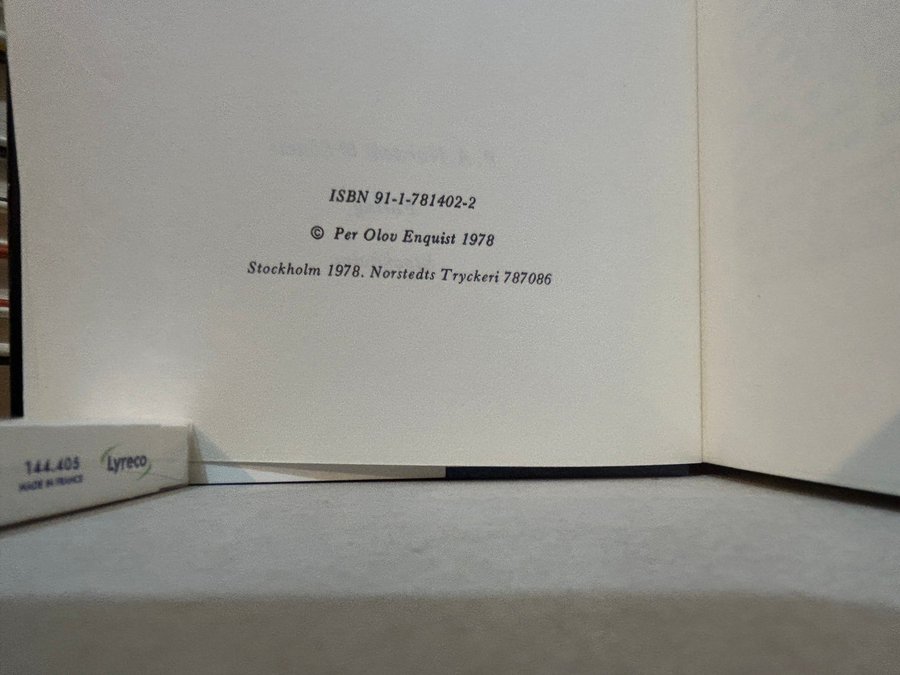 ISBN 91-1-781402-2
© Per Olov Enquist 1978
Stockholm 1978. Norstedts Tryckeri 787086
144.405 Lyreco
MADE IN FRANCE